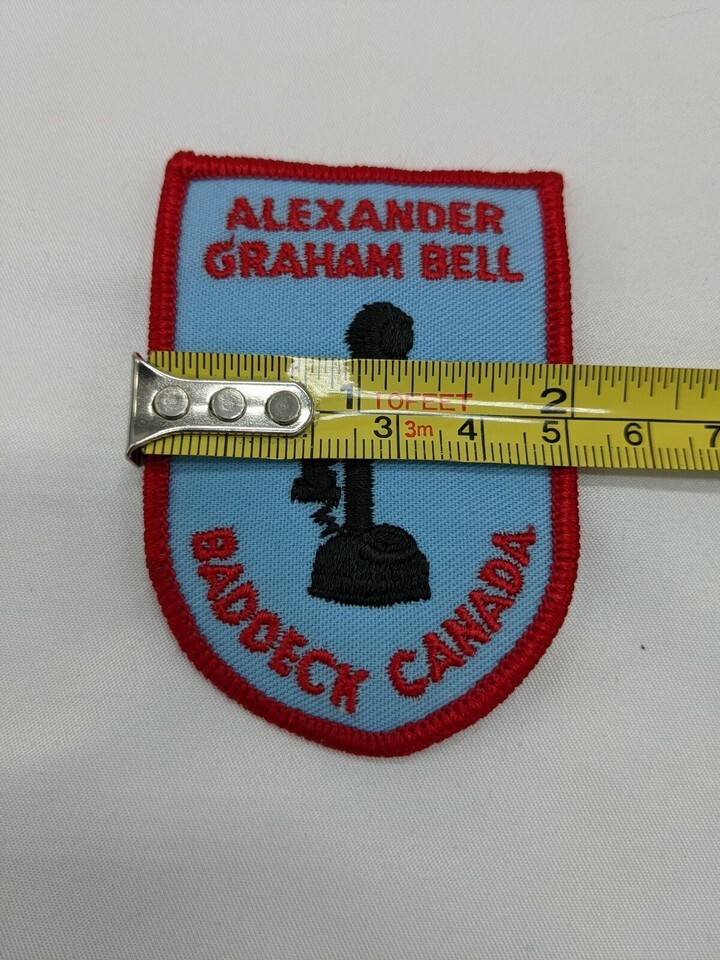 ALEXANDER
GRAHAM BELL
1 10FEET 2
3 3m 4 5 6 7
BADDECK CANADA